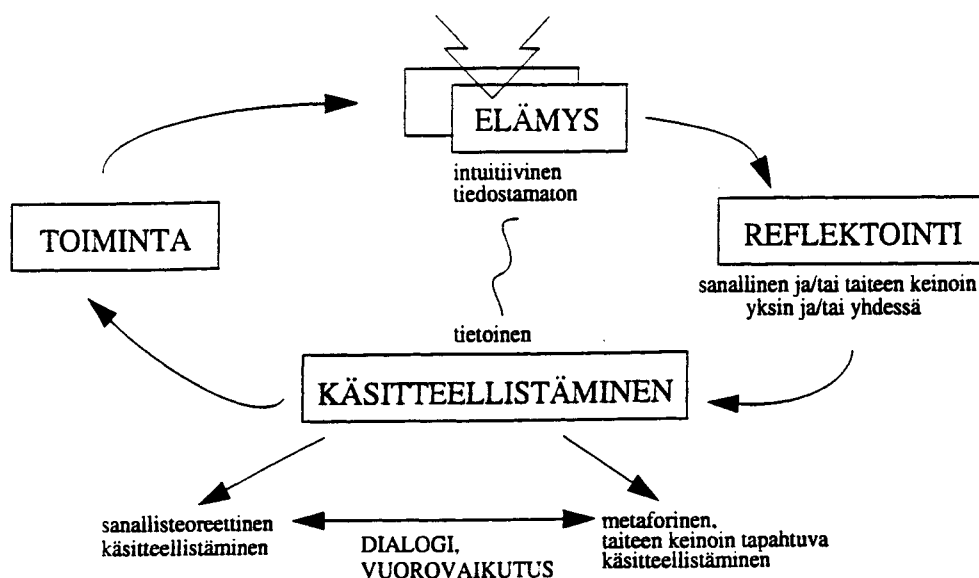 ELÄMYS
intuitiivinen
tiedostamaton
TOIMINTA
REFLEKTOINTI
sanallinen ja/tai taiteen keinoin
yksin ja/tai yhdessä
tietoinen
KÄSITTEELLISTÄMINEN
sanallisteoreettinen
käsitteellistäminen
DIALOGI,
VUOROVAIKUTUS
metaforinen,
taiteen keinoin tapahtuva
käsitteellistäminen